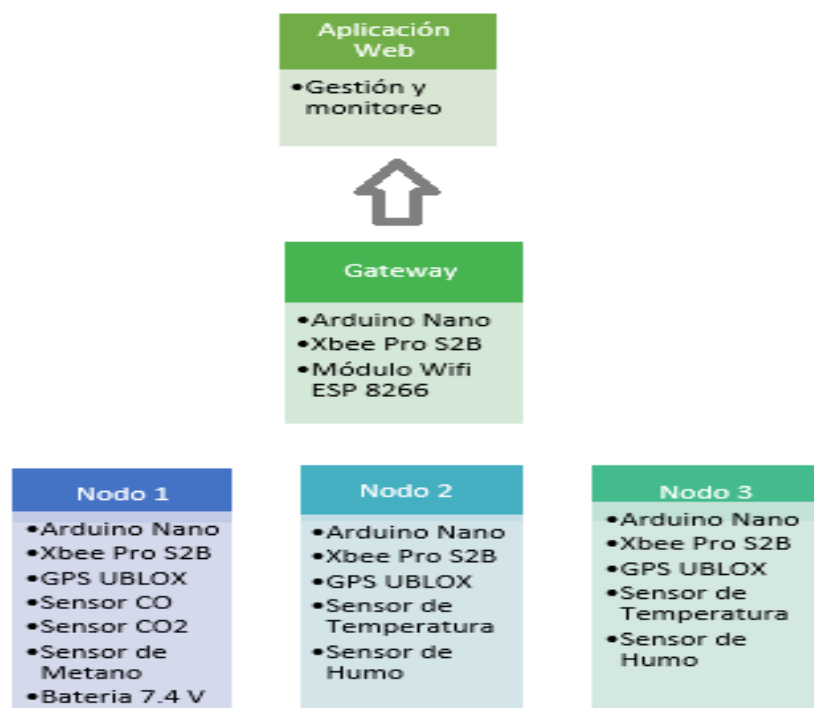 Aplicación
Web
•Gestión y
monitoreo
Gateway
•Arduino Nano
•Xbee Pro S2B
•Módulo Wifi
ESP 8266
Nodo 1
•Arduino Nano
•Xbee Pro S2B
•GPS UBLOX
•Sensor CO
•Sensor CO2
•Sensor de
Metano
•Bateria 7.4 V
Nodo 2
•Arduino Nano
•Xbee Pro S2B
•GPS UBLOX
•Sensor de
Temperatura
•Sensor de
Humo
Nodo 3
•Arduino Nano
•Xbee Pro S2B
•GPS UBLOX
•Sensor de
Temperatura
•Sensor de
Humo